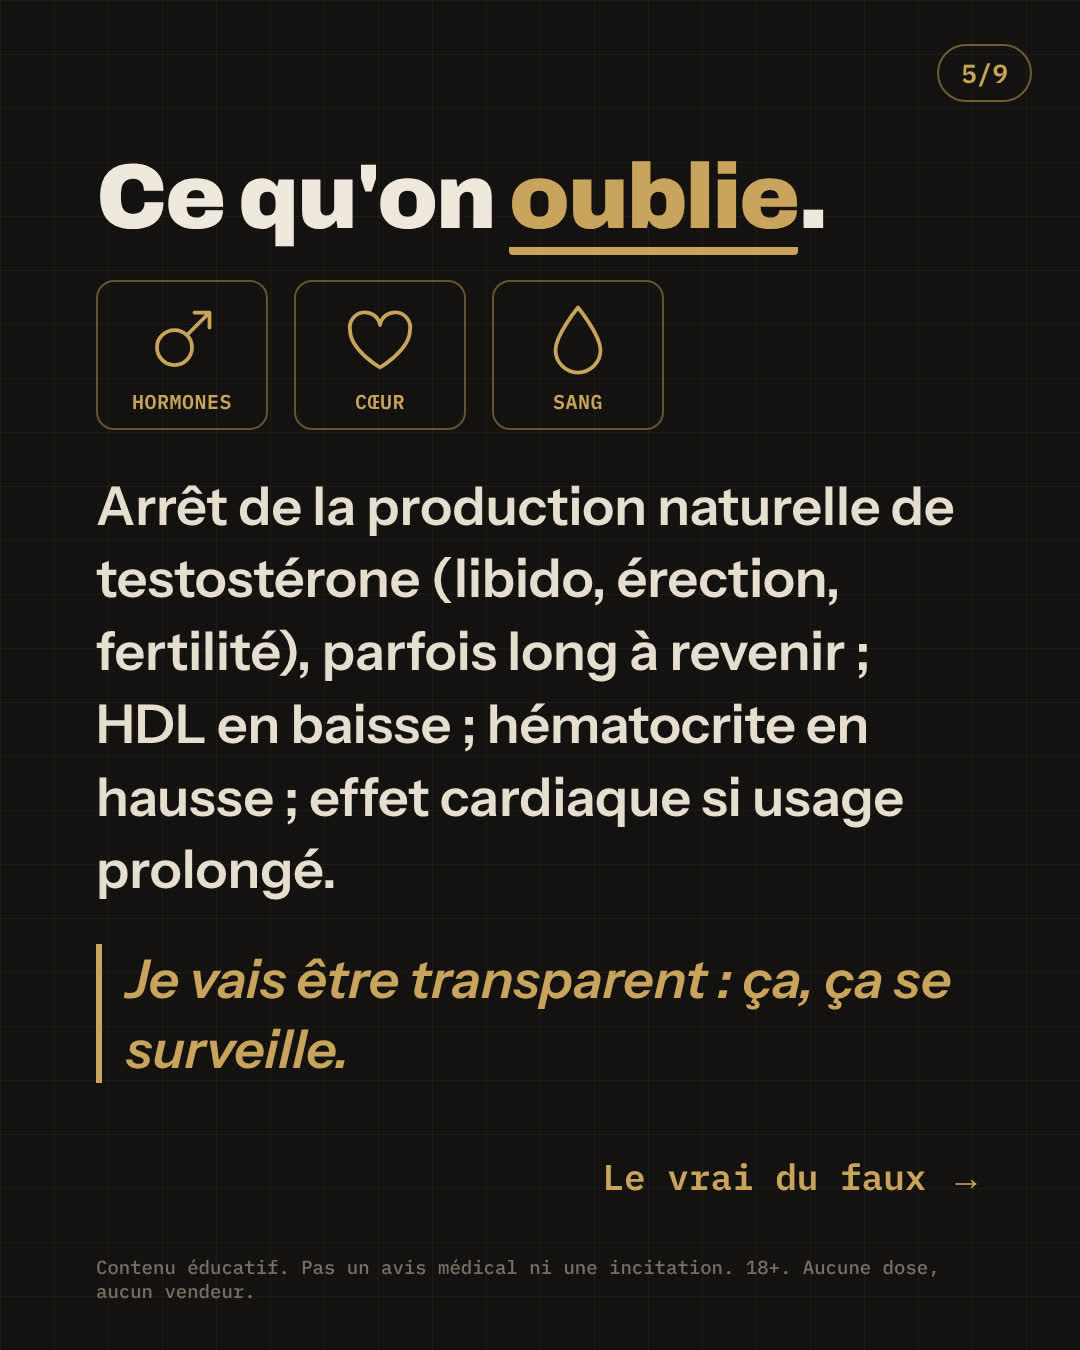 5/9
Ce qu'on oublie.
HORMONES
CŒUR
SANG
Arrêt de la production naturelle de
testostérone (libido, érection,
fertilité), parfois long à revenir ;
HDL en baisse ; hématocrite en
hausse ; effet cardiaque si usage
prolongé.
Je vais être transparent : ça, ça se
surveille.
Le vrai du faux →
Contenu éducatif. Pas un avis médical ni une incitation. 18+. Aucune dose,
aucun vendeur.